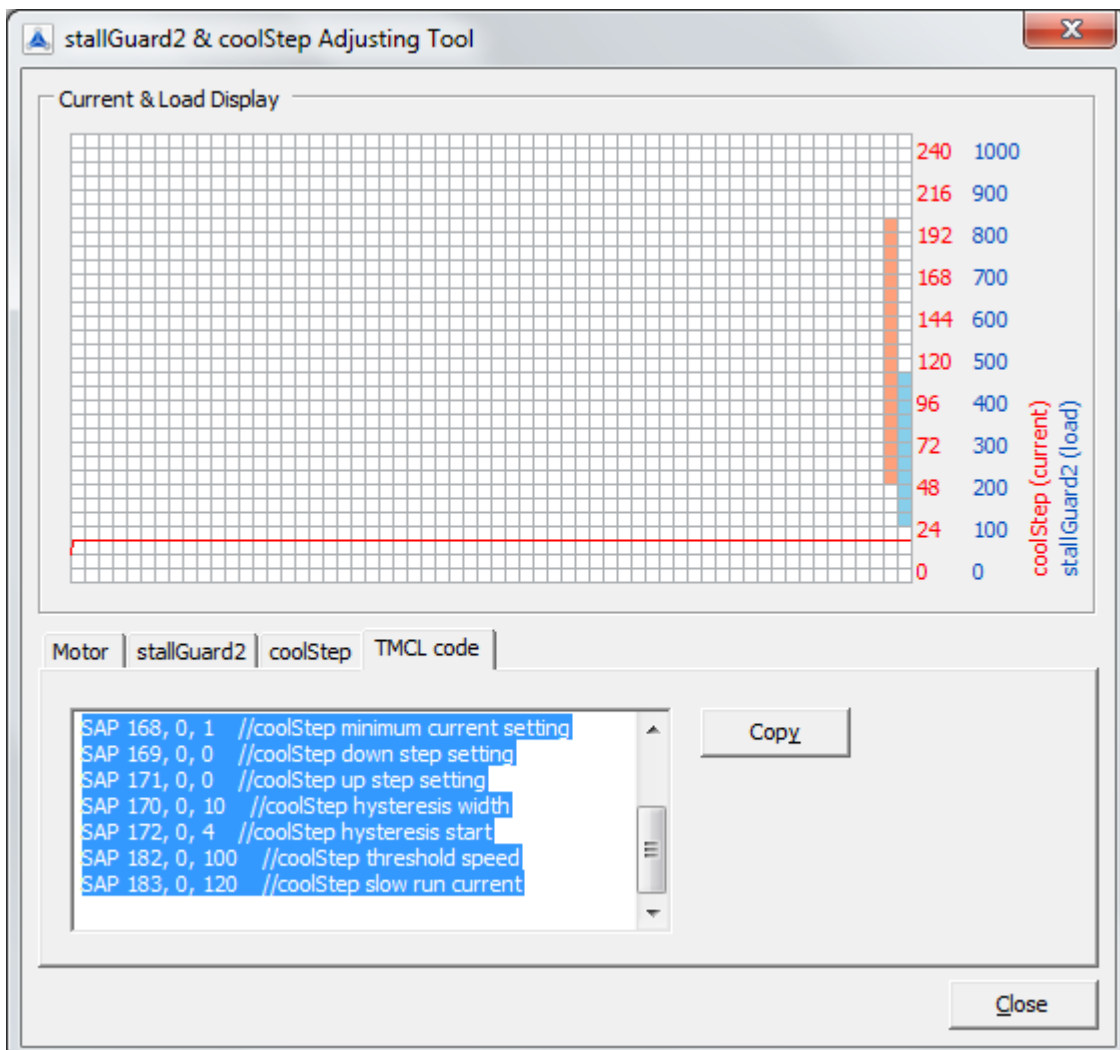 stallGuard2 & coolStep Adjusting Tool
Current & Load Display
240 1000
216 900
192 800
168 700
144 600
120 500
96 400
72 300
48 200
24 100
0 0
coolStep (current)
stallGuard2 (load)
Motor stallGuard2 coolStep TMCL code
SAP 168, 0, 1 //coolStep minimum current setting
SAP 169, 0, 0 //coolStep down step setting
SAP 171, 0, 0 //coolStep up step setting
SAP 170, 0, 10 //coolStep hysteresis width
SAP 172, 0, 4 //coolStep hysteresis start
SAP 182, 0, 100 //coolStep threshold speed
SAP 183, 0, 120 //coolStep slow run current
Copy
Close